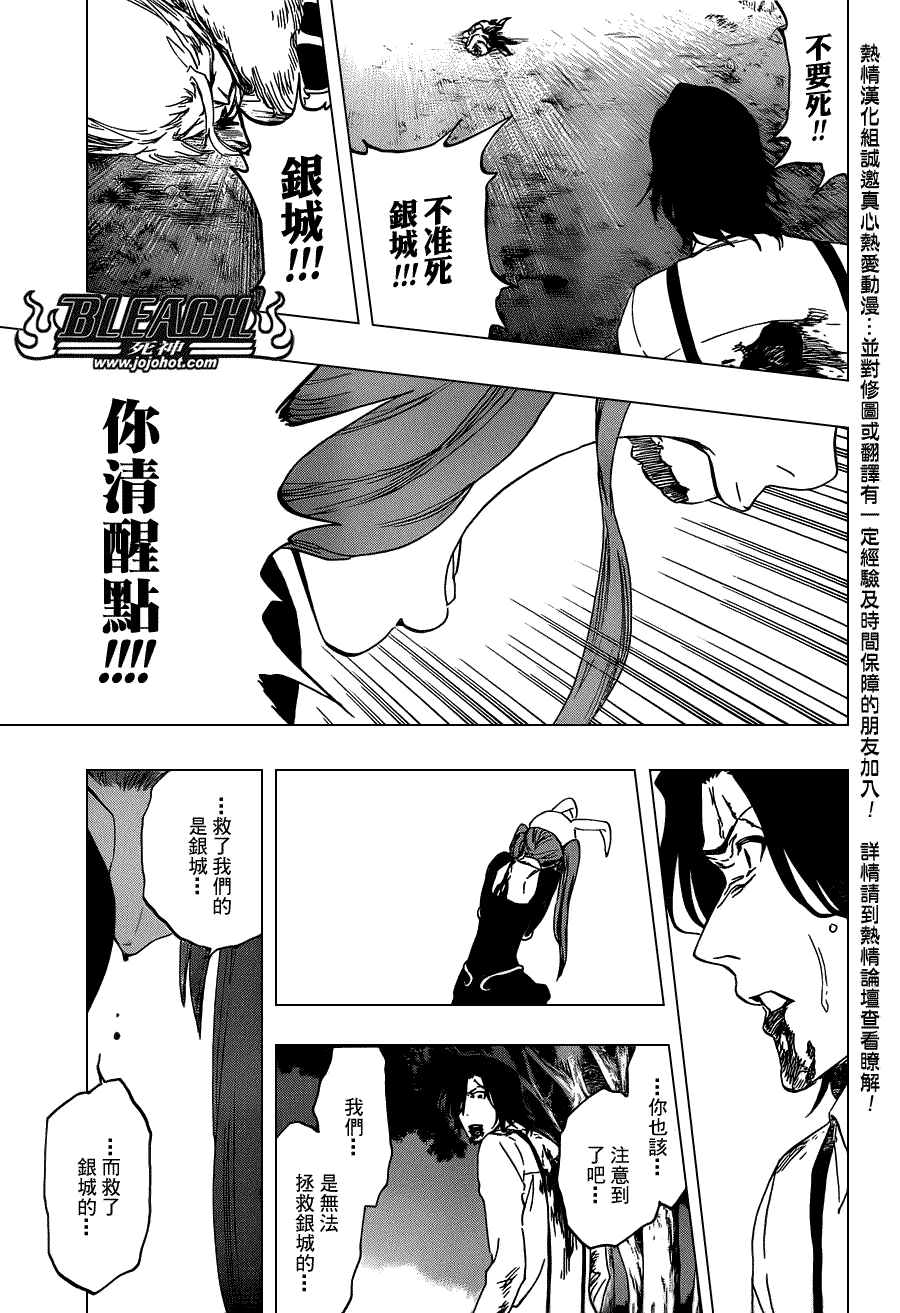 不要死!!
不准死
銀城!!!
銀城!!!
BLEACH
死神
www.jojohot.com
你清醒點!!!!
…你也該…
注意到
了吧…
我們…
是無法
拯救銀城的…
…救了我們的
是銀城…
…而救了
銀城的…
熱情漢化組誠邀真心熱愛動漫…並對修圖或翻譯有一定經驗及時間保障的朋友加入! 詳情請到熱情論壇查看瞭解!